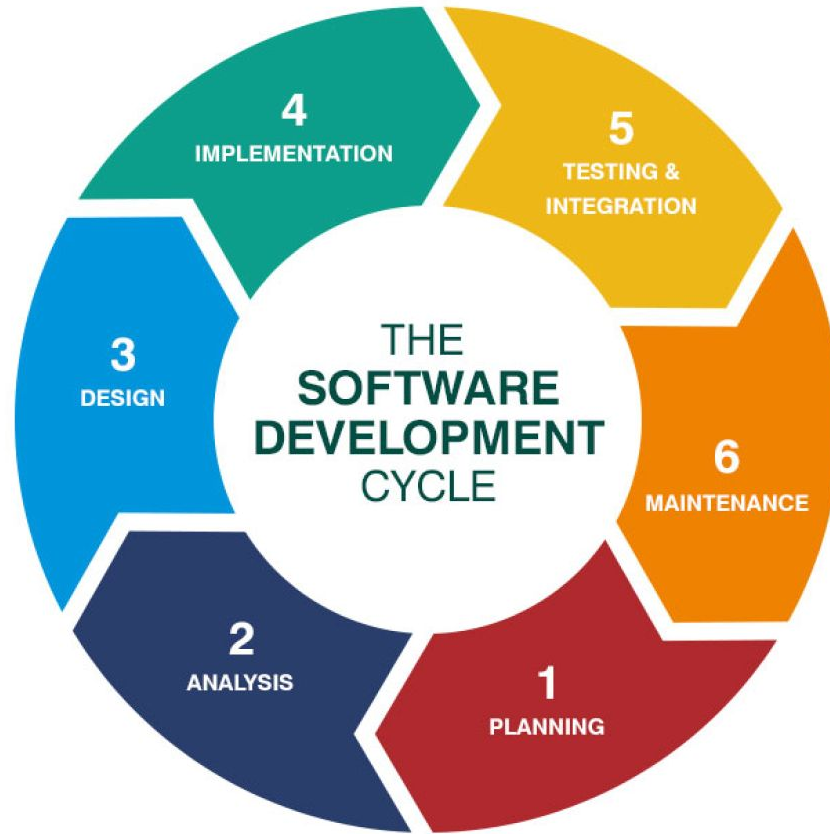 THE
SOFTWARE
DEVELOPMENT
CYCLE
1
PLANNING
2
ANALYSIS
3
DESIGN
4
IMPLEMENTATION
5
TESTING &
INTEGRATION
6
MAINTENANCE